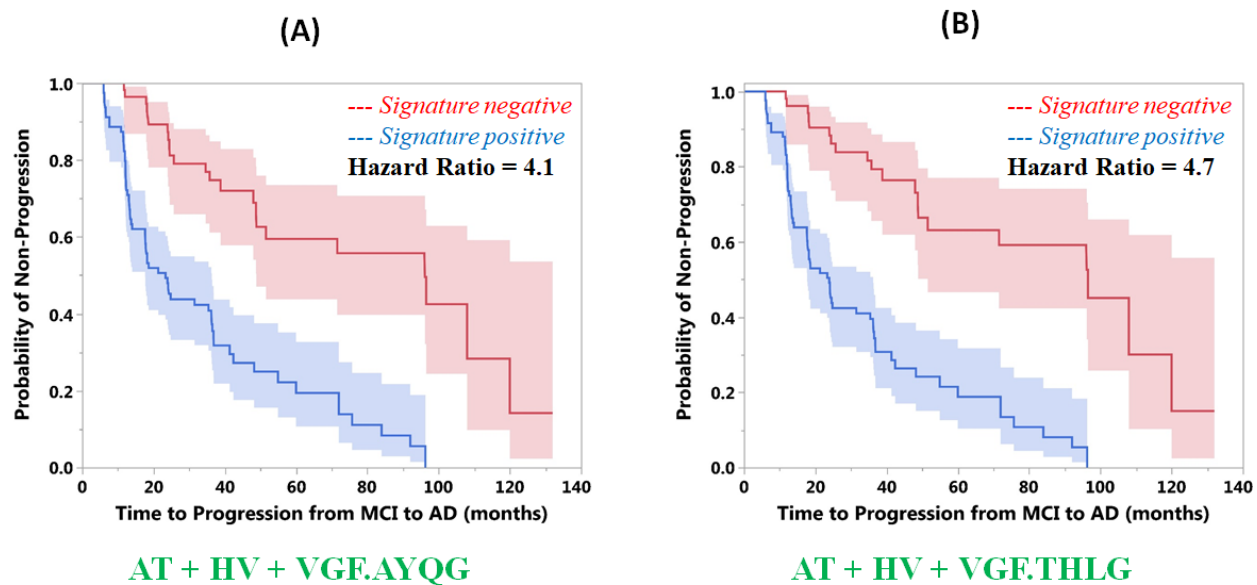 (A)
--- Signature negative
--- Signature positive
Hazard Ratio = 4.1
Probability of Non-Progression
1.0
0.8
0.6
0.4
0.2
0.0
0 20 40 60 80 100 120 140
Time to Progression from MCI to AD (months)
AT + HV + VGF.AYQG
(B)
--- Signature negative
--- Signature positive
Hazard Ratio = 4.7
Probability of Non-Progression
1.0
0.8
0.6
0.4
0.2
0.0
0 20 40 60 80 100 120 140
Time to Progression from MCI to AD (months)
AT + HV + VGF.THLG